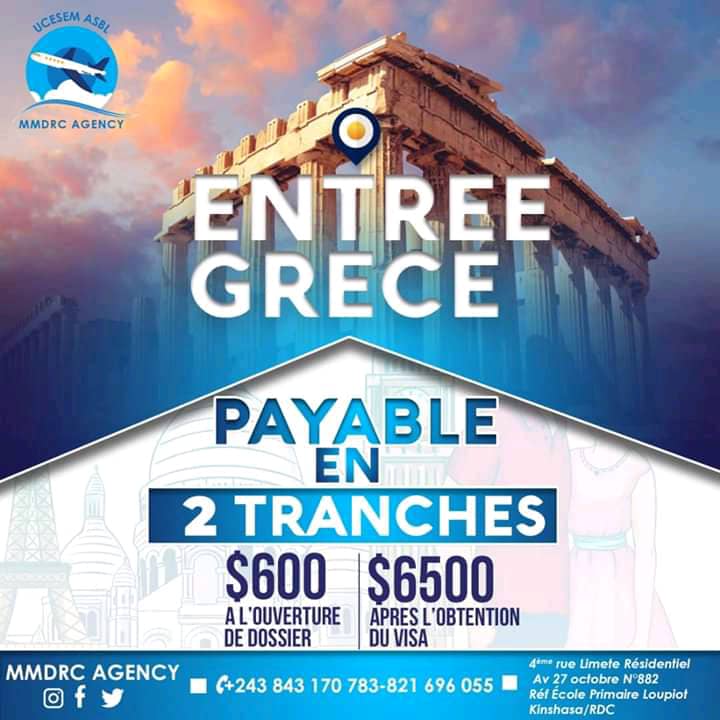 UCESEM ASBL
MMDRC AGENCY
ENTREE
GRECE
PAYABLE
EN
2 TRANCHES
$600
A L'OUVERTURE
DE DOSSIER
$6500
APRES L'OBTENTION
DU VISA
MMDRC AGENCY
+243 843 170 783-821 696 055
4ème rue Limete Résidentiel
Av 27 octobre N°882
Réf École Primaire Loupiot
Kinshasa/RDC